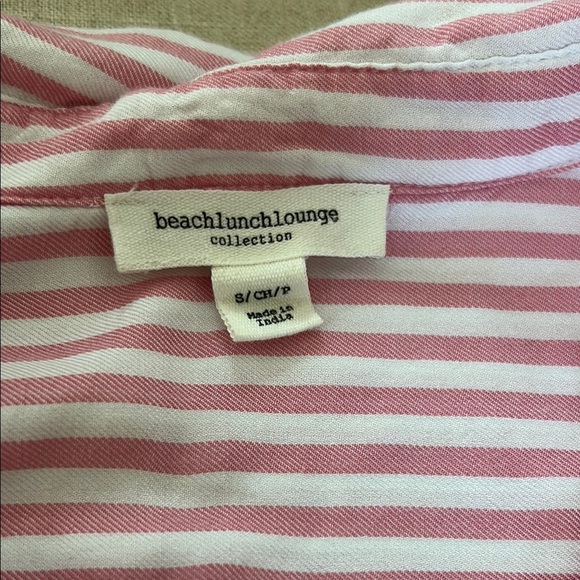 beachlunchlounge
collection
S/CH/P
Made in
India